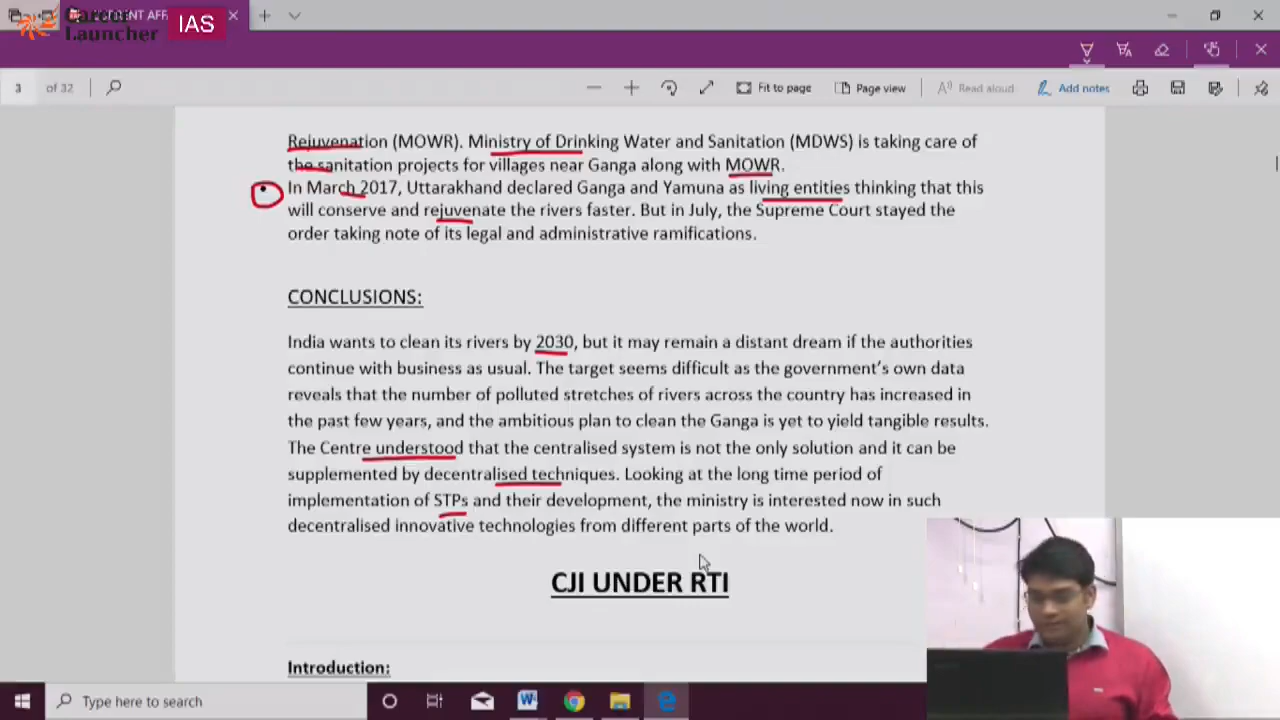 Career
Launcher
IAS
CURRENT AFF
3 of 32
Fit to page
Page view
Read aloud
Add notes
Rejuvenation (MOWR). Ministry of Drinking Water and Sanitation (MDWS) is taking care of
the sanitation projects for villages near Ganga along with MOWR.
• In March 2017, Uttarakhand declared Ganga and Yamuna as living entities thinking that this
will conserve and rejuvenate the rivers faster. But in July, the Supreme Court stayed the
order taking note of its legal and administrative ramifications.
CONCLUSIONS:
India wants to clean its rivers by 2030, but it may remain a distant dream if the authorities
continue with business as usual. The target seems difficult as the government's own data
reveals that the number of polluted stretches of rivers across the country has increased in
the past few years, and the ambitious plan to clean the Ganga is yet to yield tangible results.
The Centre understood that the centralised system is not the only solution and it can be
supplemented by decentralised techniques. Looking at the long time period of
implementation of STPs and their development, the ministry is interested now in such
decentralised innovative technologies from different parts of the world.
CJI UNDER RTI
Introduction:
Type here to search